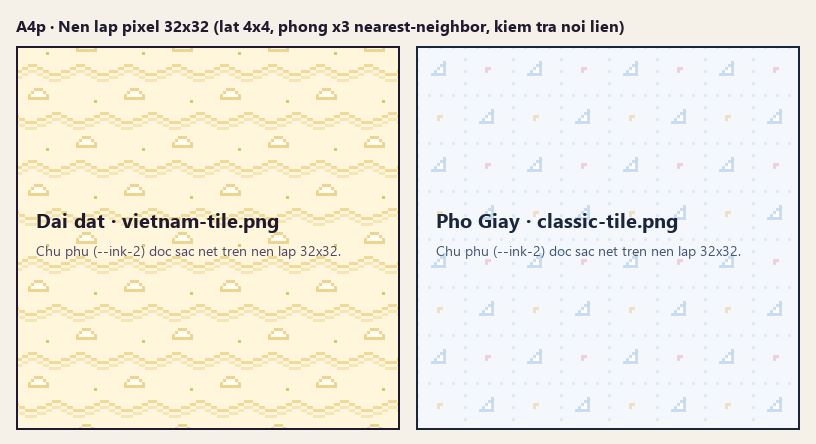 A4p · Nen lap pixel 32x32 (lat 4x4, phong x3 nearest-neighbor, kiem tra noi lien)
Dai dat · vietnam-tile.png
Chu phu (--ink-2) doc sac net tren nen lap 32x32.
Pho Giay · classic-tile.png
Chu phu (--ink-2) doc sac net tren nen lap 32x32.